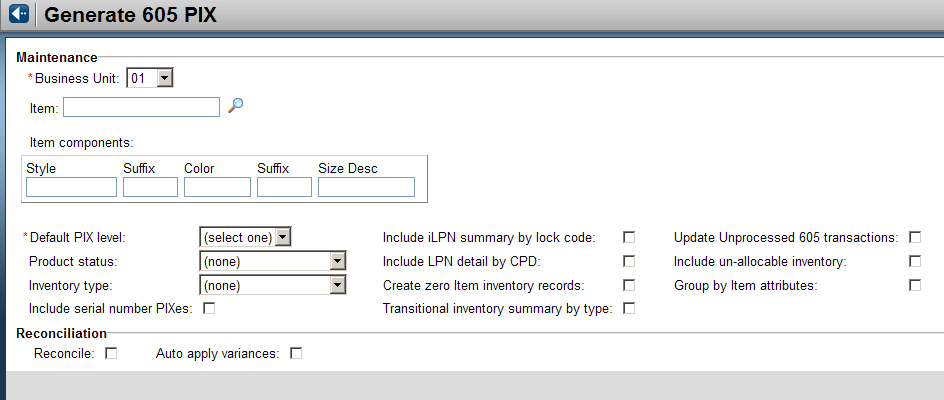 Generate 605 PIX
Maintenance
*Business Unit: 01
Item:
Item components:
Style Suffix Color Suffix Size Desc
*Default PIX level: (select one) Include iLPN summary by lock code: Update Unprocessed 605 transactions:
Product status: (none) Include LPN detail by CPD: Include un-allocable inventory:
Inventory type: (none) Create zero Item inventory records: Group by Item attributes:
Include serial number PIXes: Transitional inventory summary by type:
Reconciliation
Reconcile: Auto apply variances: